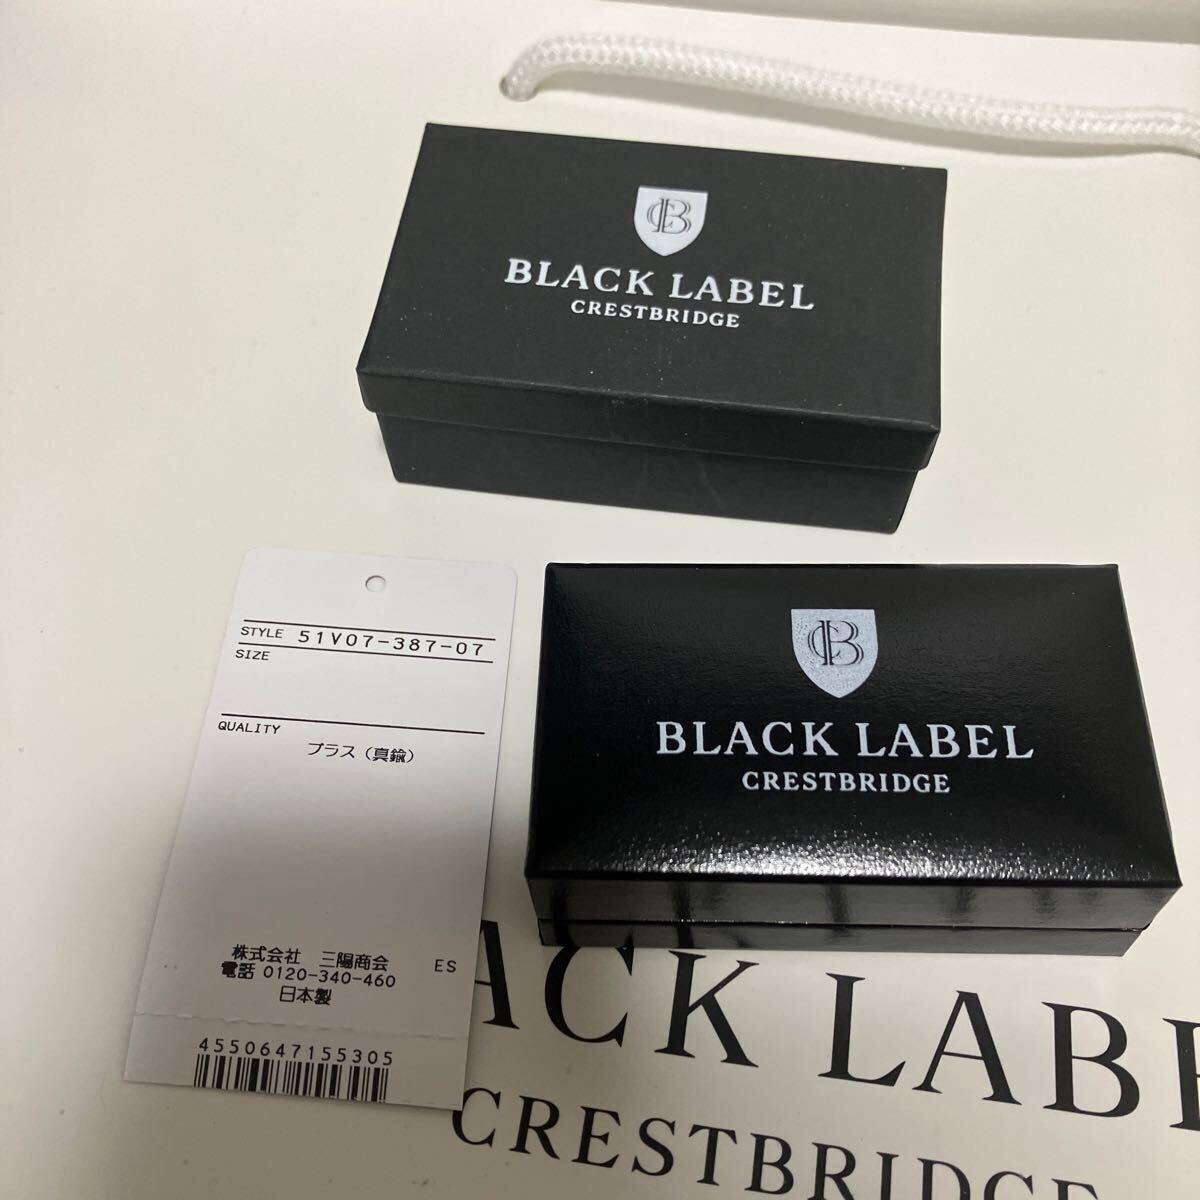 CB
BLACK LABEL
CRESTBRIDGE
STYLE 51V07-387-07
SIZE
QUALITY
ブラス（真鍮）
株式会社 三陽商会 ES
電話 0120-340-460
日本製
4550647155305
CB
BLACK LABEL
CRESTBRIDGE
ACK LAB
CRESTBRIDGE